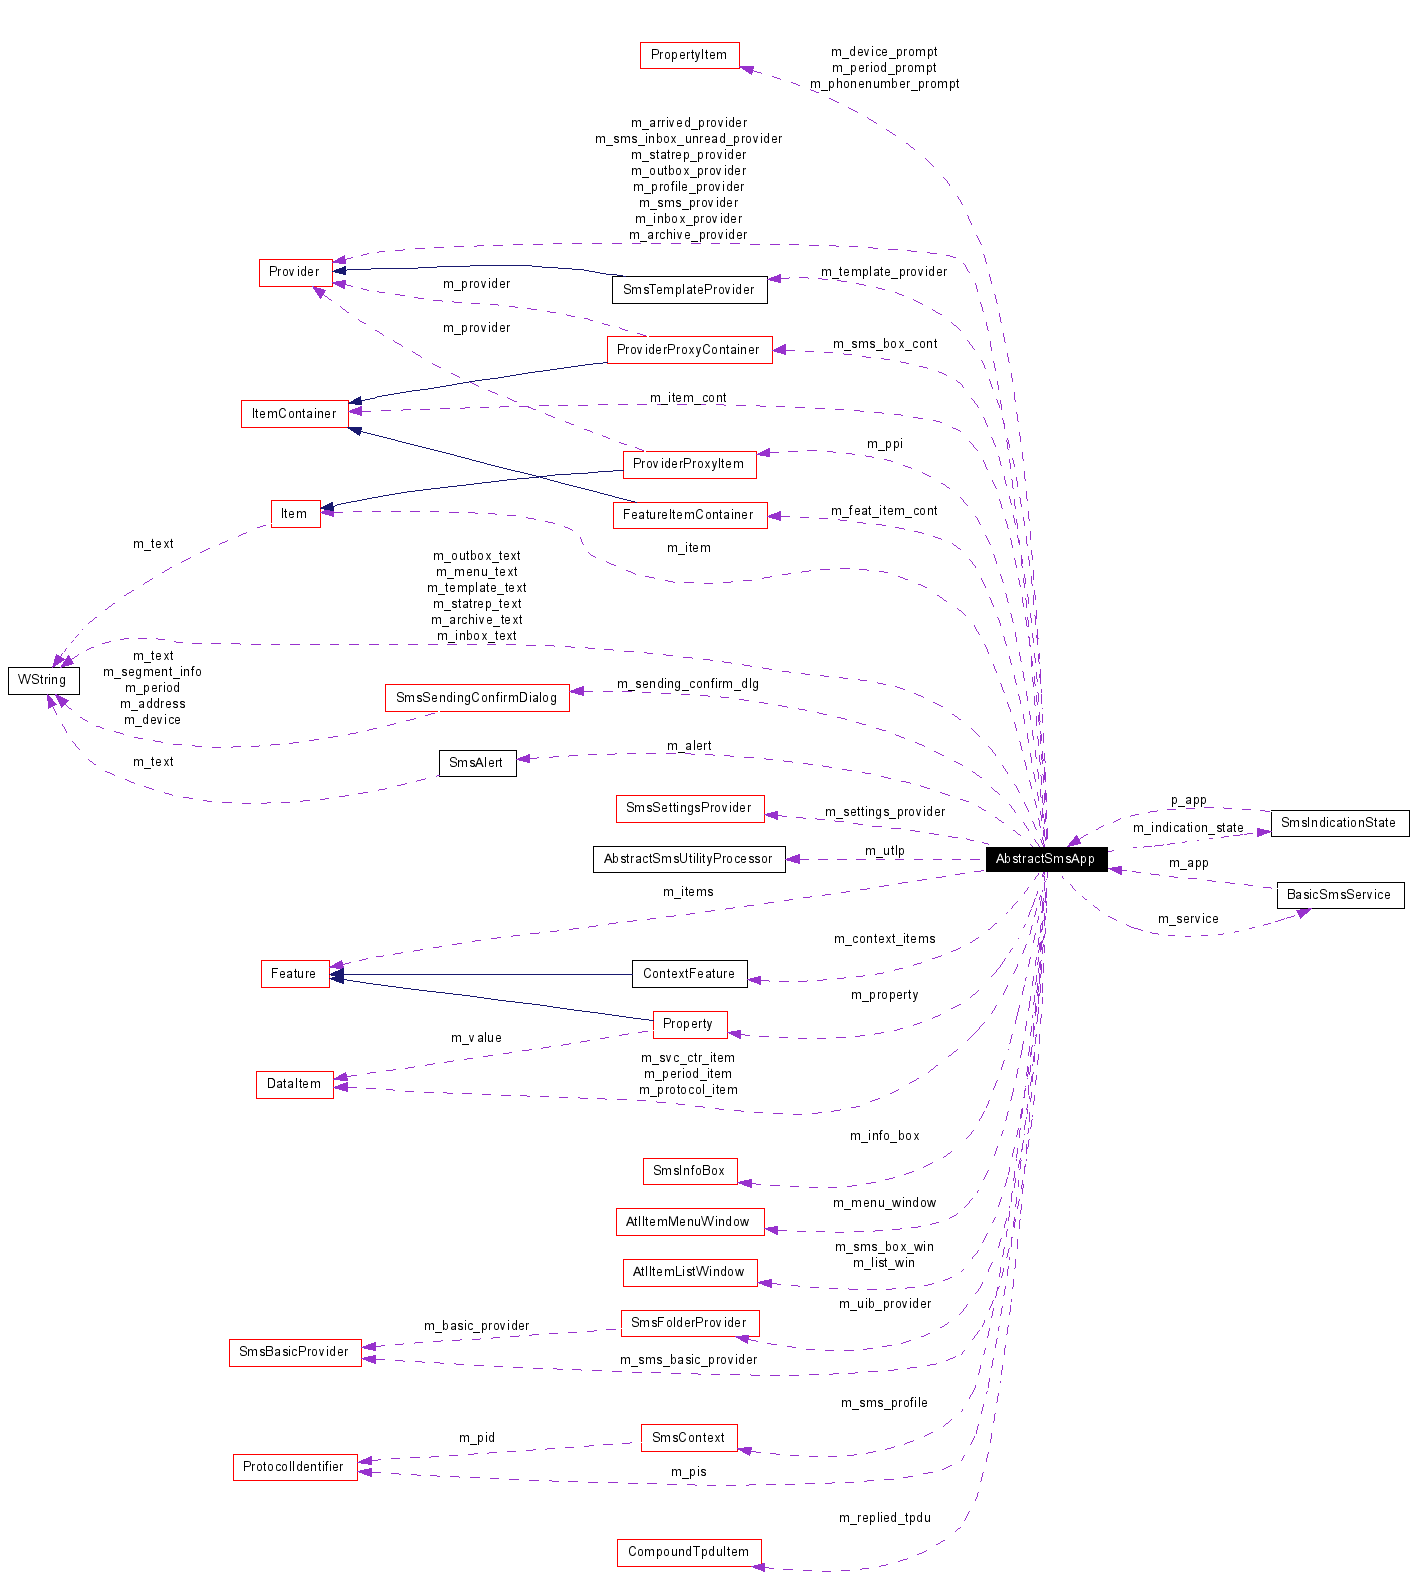 PropertyItem
m_device_prompt
m_period_prompt
m_phonenumber_prompt
m_arrived_provider
m_sms_inbox_unread_provider
m_statrep_provider
m_outbox_provider
m_profile_provider
m_sms_provider
m_inbox_provider
m_archive_provider
Provider
m_template_provider
SmsTemplateProvider
m_provider
m_provider
ProviderProxyContainer
m_sms_box_cont
ItemContainer
m_item_cont
m_ppi
ProviderProxyItem
Item
FeatureItemContainer
m_feat_item_cont
m_text
m_item
m_outbox_text
m_menu_text
m_template_text
m_statrep_text
m_archive_text
m_inbox_text
WString
m_text
m_segment_info
m_period
m_address
m_device
SmsSendingConfirmDialog
m_sending_confirm_dlg
m_text
SmsAlert
m_alert
SmsSettingsProvider
m_settings_provider
p_app
SmsIndicationState
m_indication_state
AbstractSmsUtilityProcessor
m_utlp
AbstractSmsApp
m_app
m_items
BasicSmsService
m_service
m_context_items
Feature
ContextFeature
m_property
Property
m_value
m_svc_ctr_item
m_period_item
m_protocol_item
DataItem
m_info_box
SmsInfoBox
m_menu_window
AtlItemMenuWindow
m_sms_box_win
m_list_win
AtlItemListWindow
m_uib_provider
SmsFolderProvider
m_basic_provider
SmsBasicProvider
m_sms_basic_provider
m_sms_profile
SmsContext
m_pid
ProtocolIdentifier
m_pis
m_replied_tpdu
CompoundTpduItem